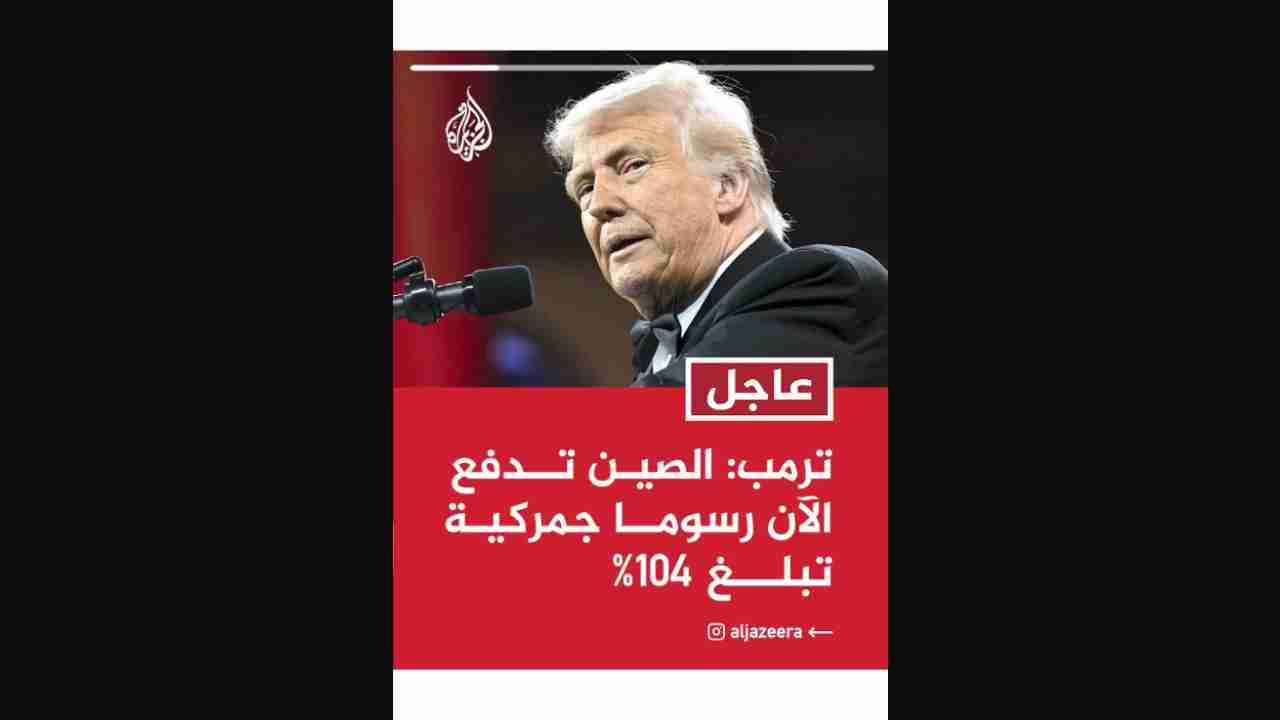 الجزيرة
عاجل
ترمب: الصين تدفع
الآن رسوما جمركية
تبلغ 104%
aljazeera